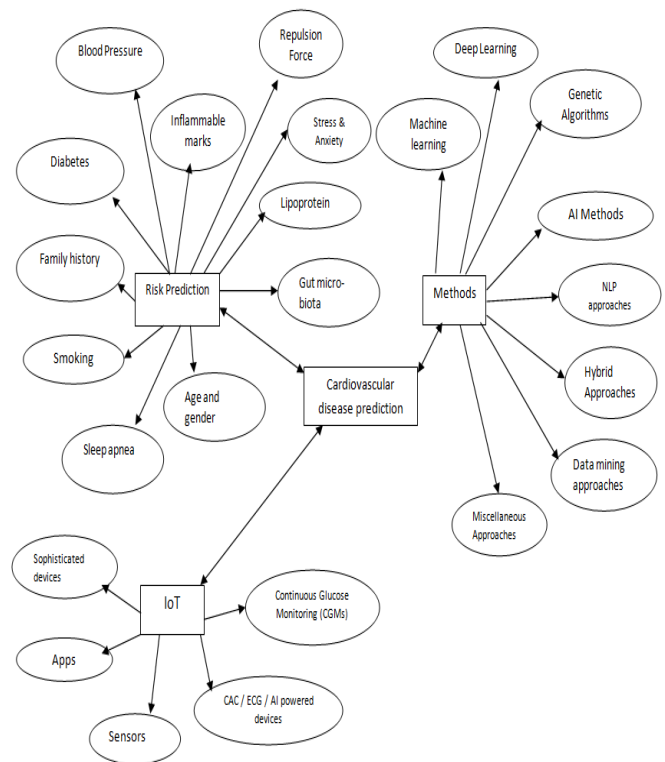 Repulsion
Force
Blood Pressure
Deep Learning
Genetic
Algorithms
Inflammable
marks
Stress &
Anxiety
Machine
learning
Diabetes
Lipoprotein
AI Methods
Family history
Risk Prediction
Gut micro-
biota
Methods
NLP
approaches
Smoking
Age and
gender
Cardiovascular
disease prediction
Hybrid
Approaches
Sleep apnea
Data mining
approaches
Miscellaneous
Approaches
Sophisticated
devices
IoT
Continuous Glucose
Monitoring (CGMs)
Apps
CAC / ECG / AI powered
devices
Sensors